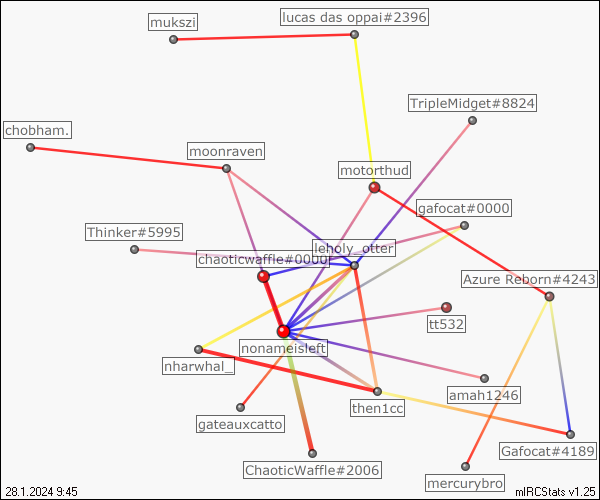 mukszi
lucas das oppai#2396
TripleMidget#8824
chobham.
moonraven
motorthud
gafocat#0000
Thinker#5995
leholy_otter
chaoticwaffle#0000
Azure Reborn#4243
tt532
nonameisleft
nharwhal_
amah1246
then1cc
gateauxcatto
Gafocat#4189
ChaoticWaffle#2006
mercurybro
28.1.2024 9:45
mIRCStats v1.25